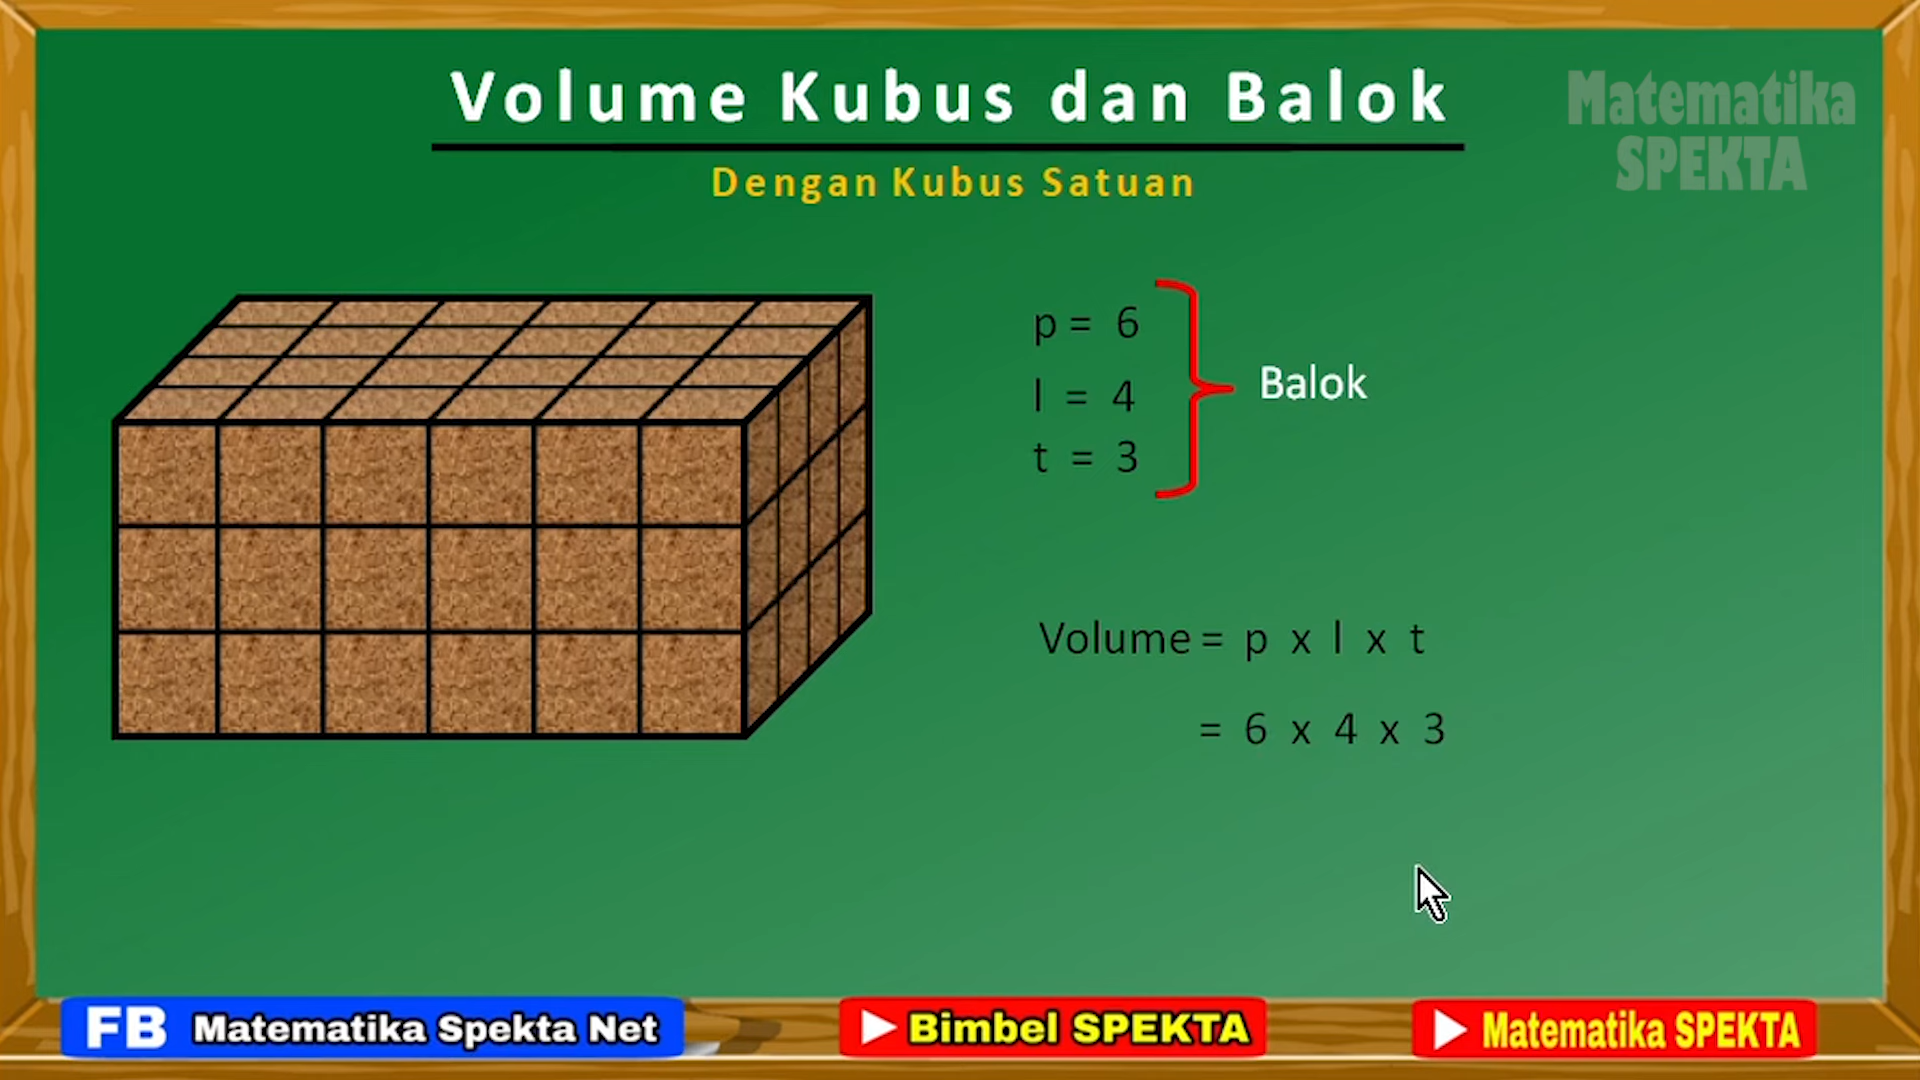 Volume Kubus dan Balok
Matematika
SPEKTA
Dengan Kubus Satuan
p = 6
l = 4
t = 3
Balok
Volume = p x l x t
= 6 x 4 x 3
FB Matematika Spekta Net
Bimbel SPEKTA
Matematika SPEKTA